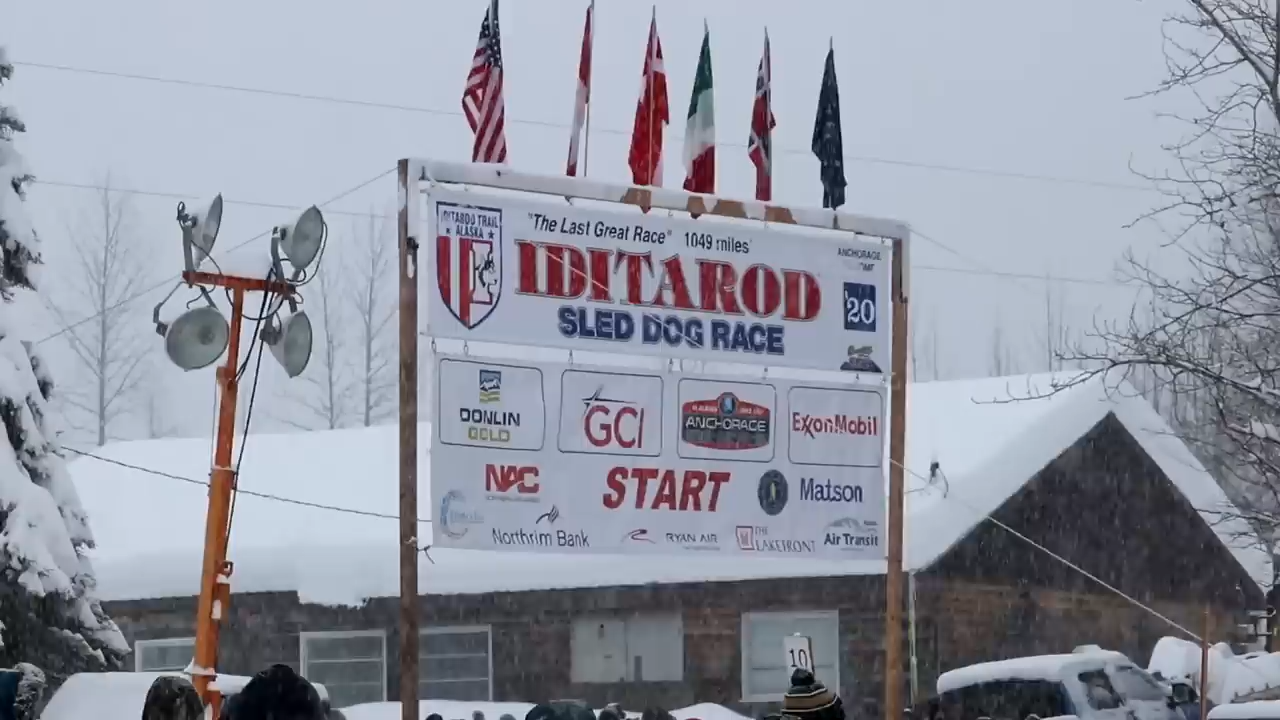 IDITAROD TRAIL
ALASKA
"The Last Great Race" 1049 miles
ANCHORAGE
IDITAROD
20
SLED DOG RACE
DONLIN
GOLD
GCI
ANCHORAGE
ExxonMobil
NAC
START
Matson
Northrim Bank
RYAN AIR
THE
LAKEFRONT
Air Transit
10